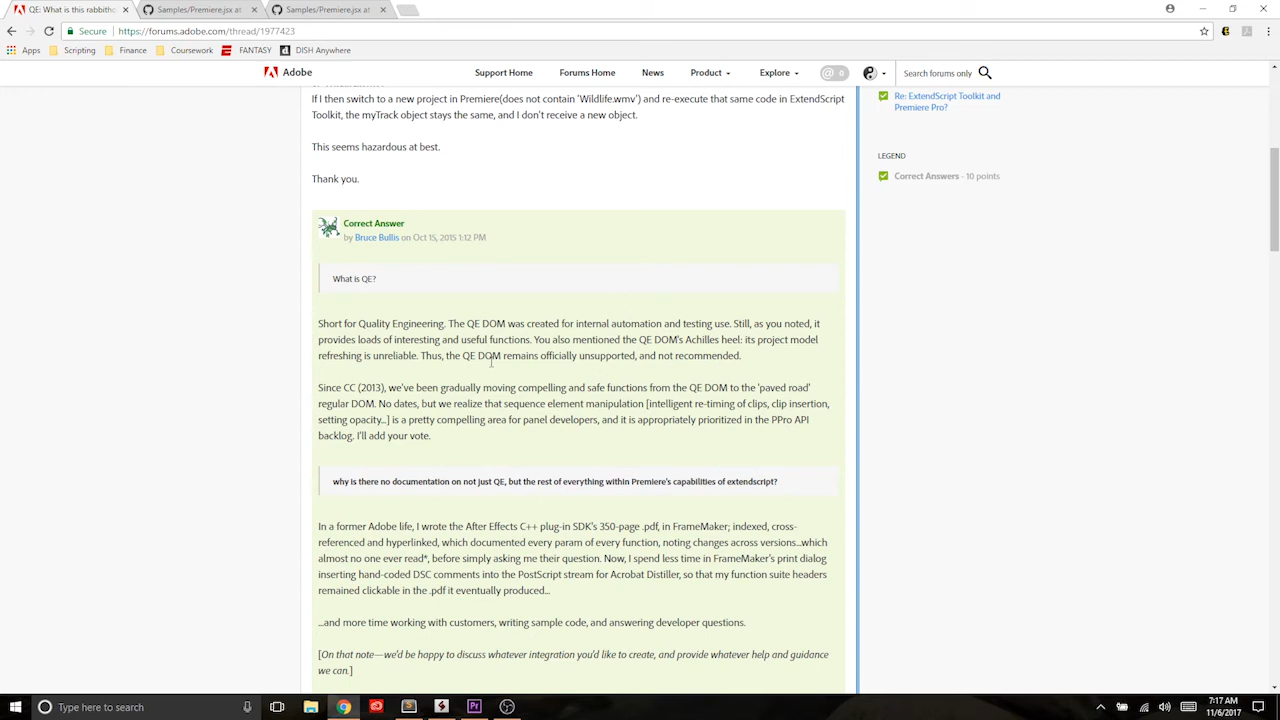 QE: What is this rabbitho
Samples/Premiere.jsx at
Samples/Premiere.jsx at
Secure
https://forums.adobe.com/thread/1977423
Apps
Scripting
Finance
Coursework
FANTASY
DISH Anywhere
Adobe
Support Home
Forums Home
News
Product
Explore
@ 0
Search forums only
If I then switch to a new project in Premiere(does not contain 'Wildlife.wmv') and re-execute that same code in ExtendScript
Toolkit, the myTrack object stays the same, and I don't receive a new object.
This seems hazardous at best.
Thank you.
Re: ExtendScript Toolkit and
Premiere Pro?
LEGEND
Correct Answers - 10 points
Correct Answer
by Bruce Bullis on Oct 15, 2015 1:12 PM
What is QE?
Short for Quality Engineering. The QE DOM was created for internal automation and testing use. Still, as you noted, it
provides loads of interesting and useful functions. You also mentioned the QE DOM's Achilles heel: its project model
refreshing is unreliable. Thus, the QE DOM remains officially unsupported, and not recommended.
Since CC (2013), we've been gradually moving compelling and safe functions from the QE DOM to the 'paved road'
regular DOM. No dates, but we realize that sequence element manipulation [intelligent re-timing of clips, clip insertion,
setting opacity...] is a pretty compelling area for panel developers, and it is appropriately prioritized in the PPro API
backlog. I'll add your vote.
why is there no documentation on not just QE, but the rest of everything within Premiere's capabilities of extendscript?
In a former Adobe life, I wrote the After Effects C++ plug-in SDK's 350-page .pdf, in FrameMaker; indexed, cross-
referenced and hyperlinked, which documented every param of every function, noting changes across versions...which
almost no one ever read*, before simply asking me their question. Now, I spend less time in FrameMaker's print dialog
inserting hand-coded DSC comments into the PostScript stream for Acrobat Distiller, so that my function suite headers
remained clickable in the .pdf it eventually produced...
...and more time working with customers, writing sample code, and answering developer questions.
[On that note—we'd be happy to discuss whatever integration you'd like to create, and provide whatever help and guidance
we can.]
Type here to search
7:17 AM
11/6/2017